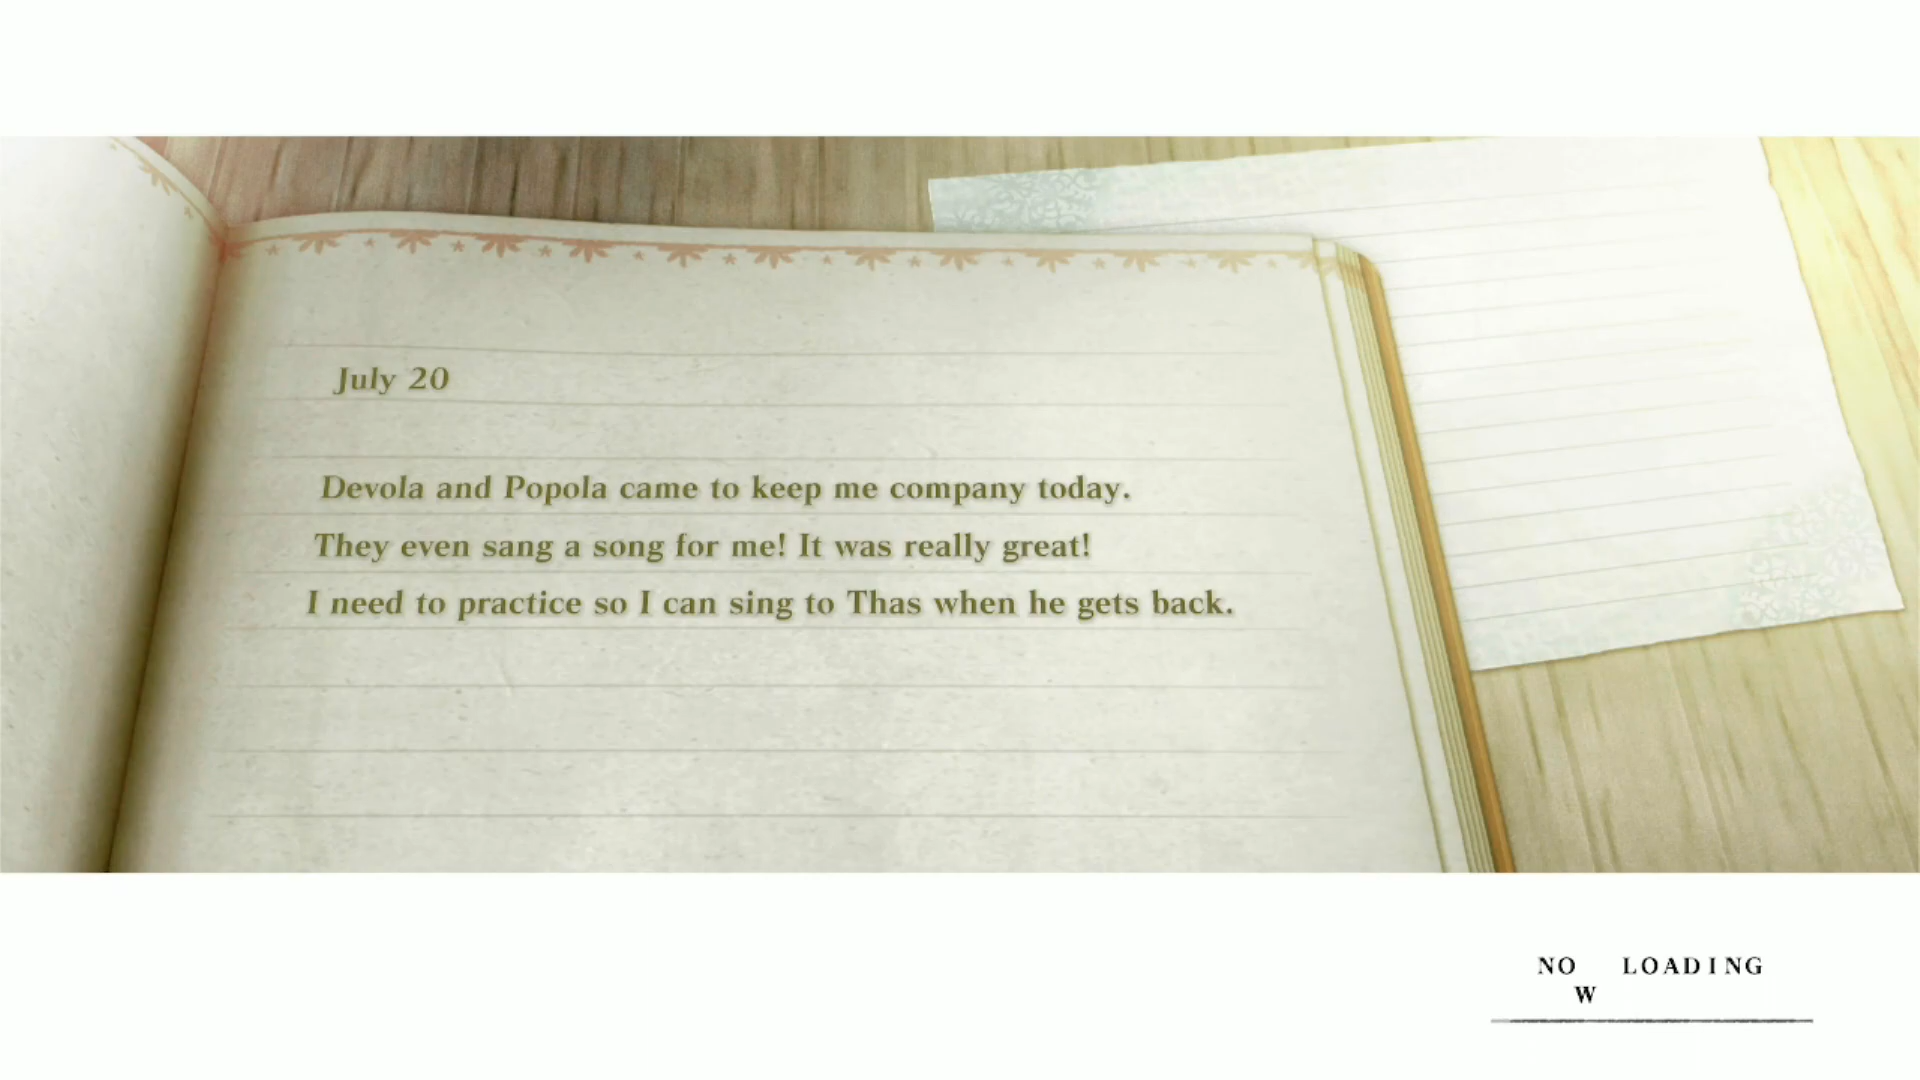 July 20
Devola and Popola came to keep me company today.
They even sang a song for me! It was really great!
I need to practice so I can sing to Thas when he gets back.
NOW LOADING